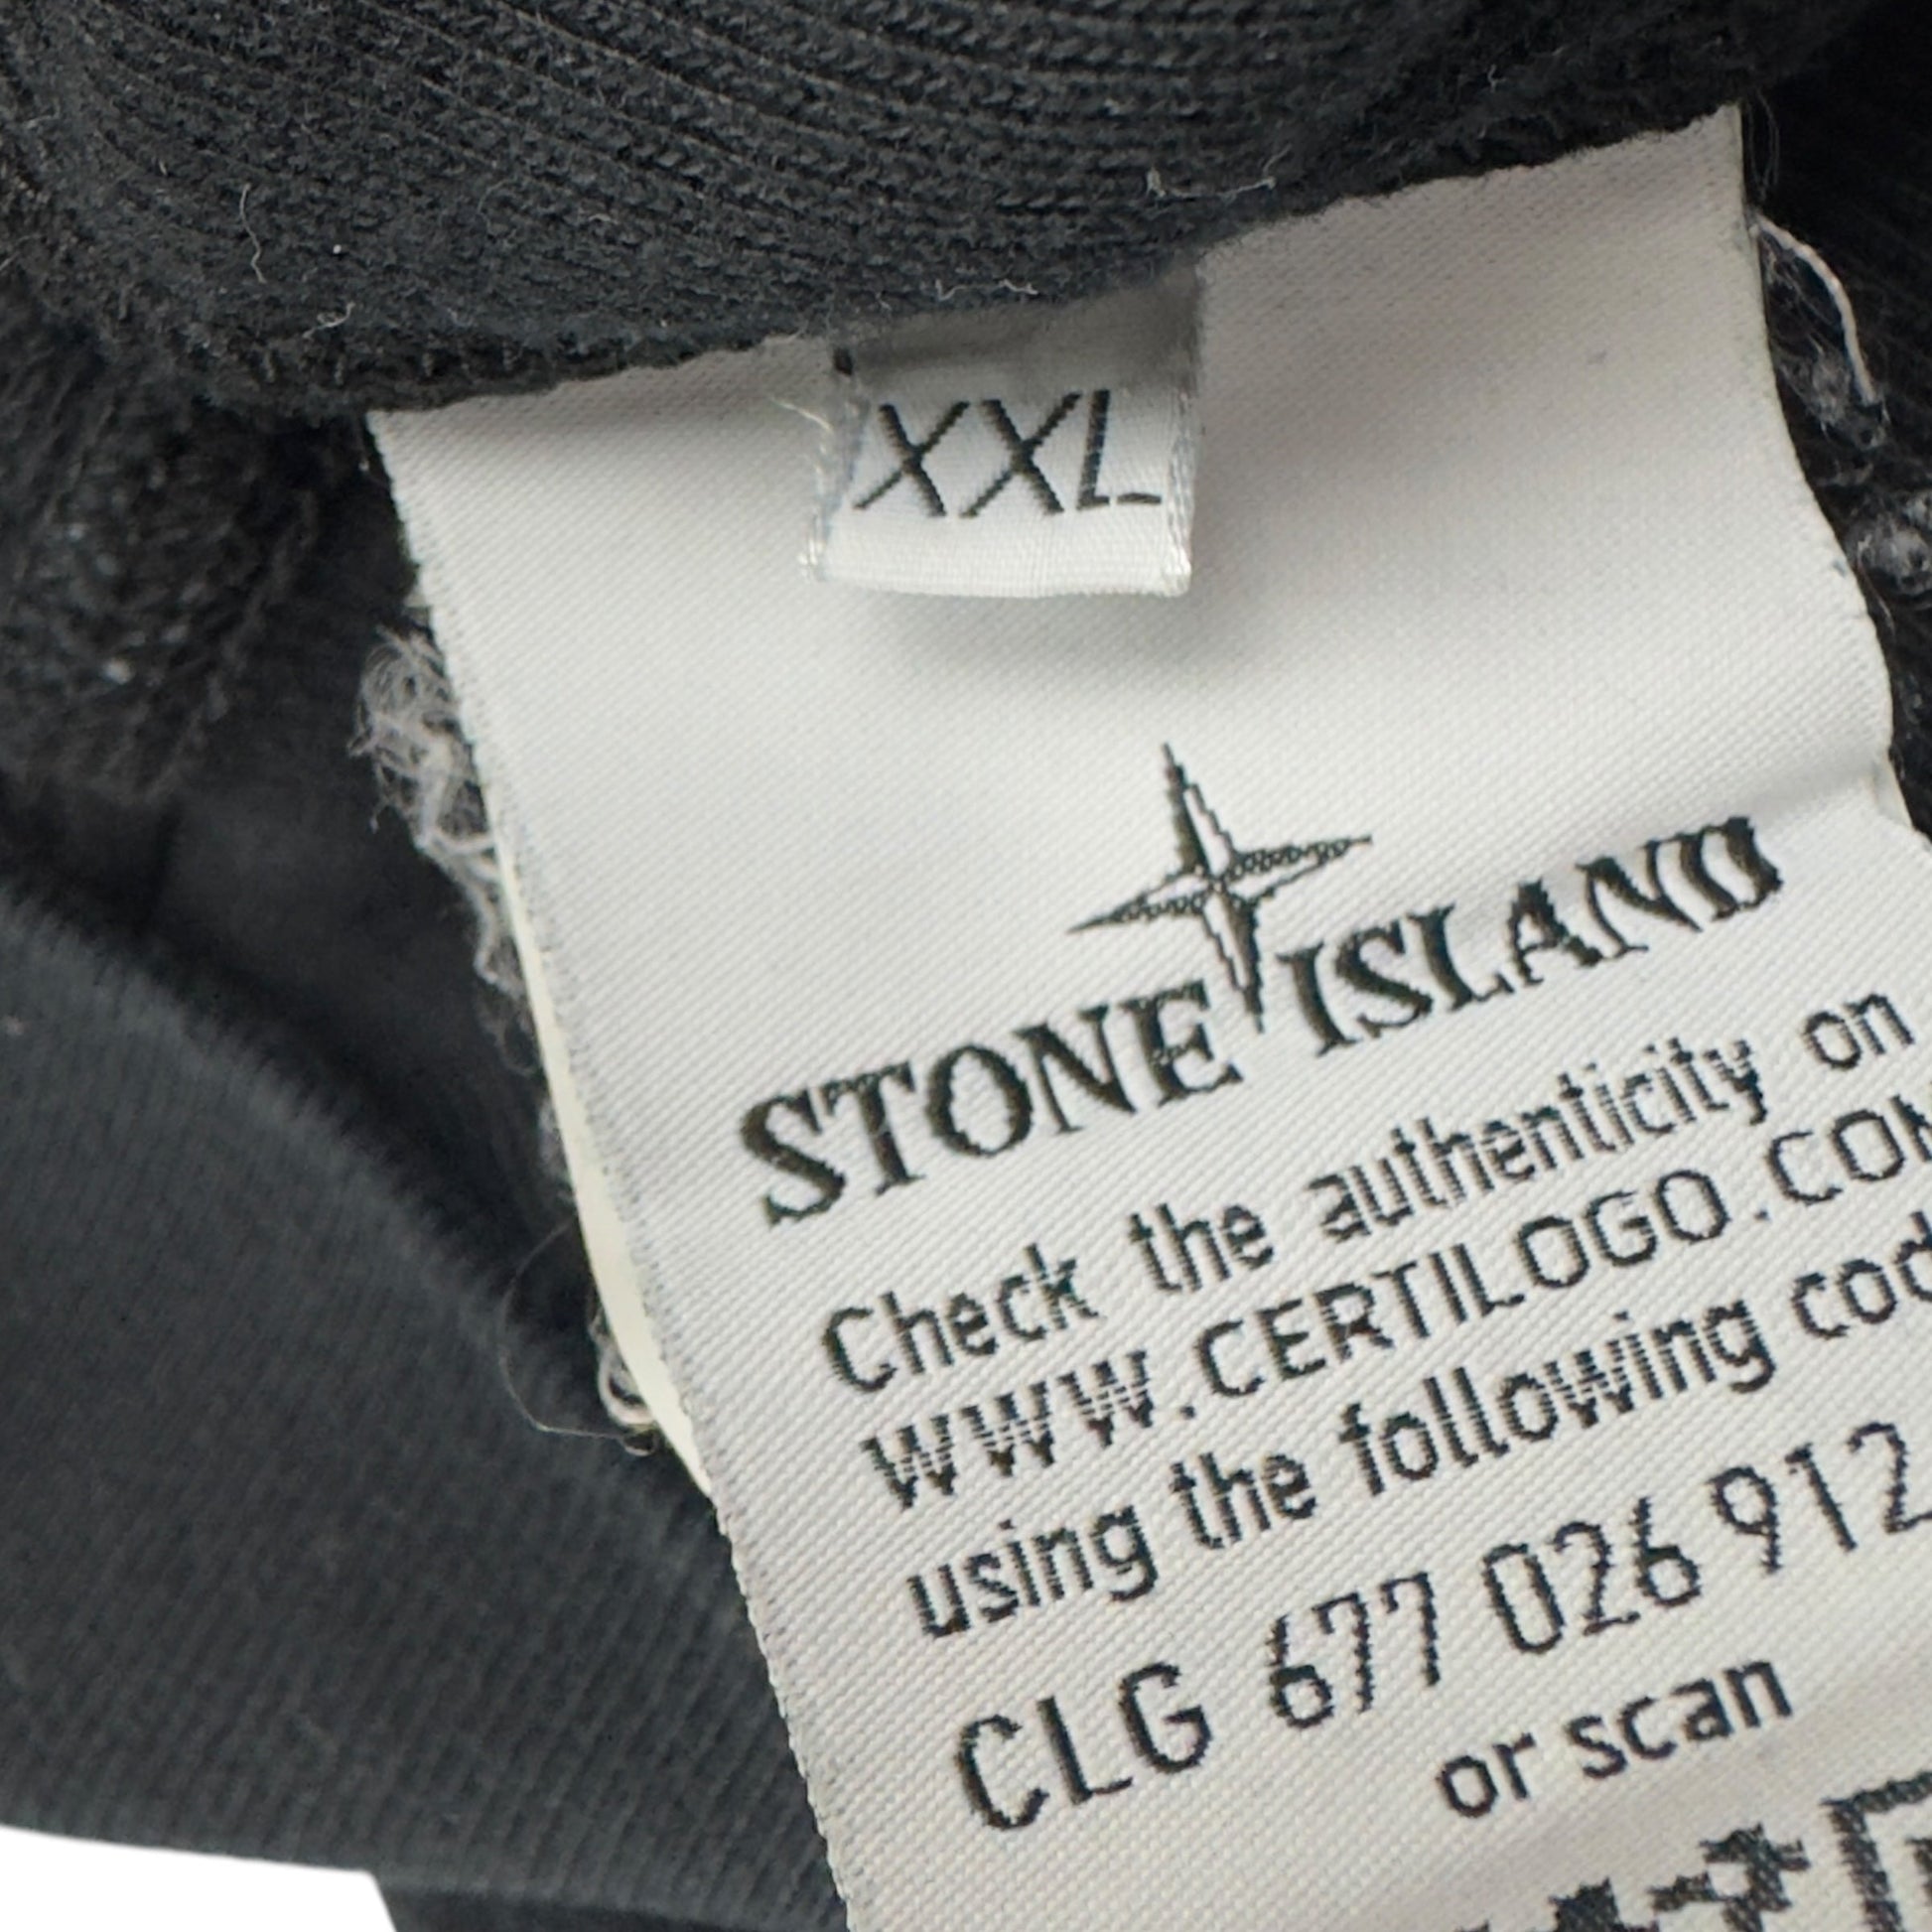 XXL
STONE ISLAND
Check the authenticity on
WWW.CERTILOGO.COM
using the following
CLG 677 026 912
or scan